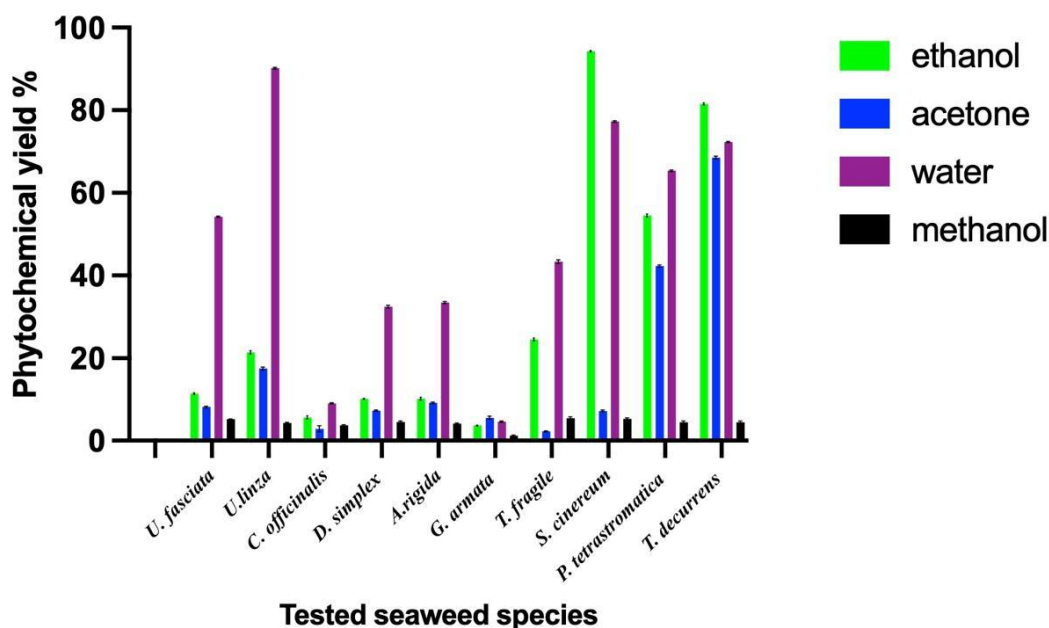 Phytochemical yield %
100
80
60
40
20
0
ethanol
acetone
water
methanol
U. fasciata
U.linza
C. officinalis
D. simplex
A.rigida
G. armata
T. fragile
S. cinereum
P. tetrastromatica
T. decurrens
Tested seaweed species